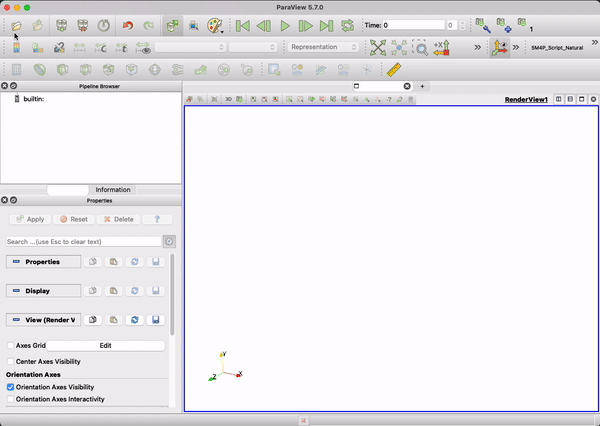 ParaView 5.7.0
Time: 0
0
1
Representation
+X
SM4P_Script_Natural
Pipeline Browser
builtin:
3D
?
RenderView1
Information
Properties
Apply
Reset
Delete
?
Search ...(use Esc to clear text)
Properties
Display
View (Render V
Axes Grid
Edit
Center Axes Visibility
Orientation Axes
Orientation Axes Visibility
Orientation Axes Interactivity
Y
X
Z